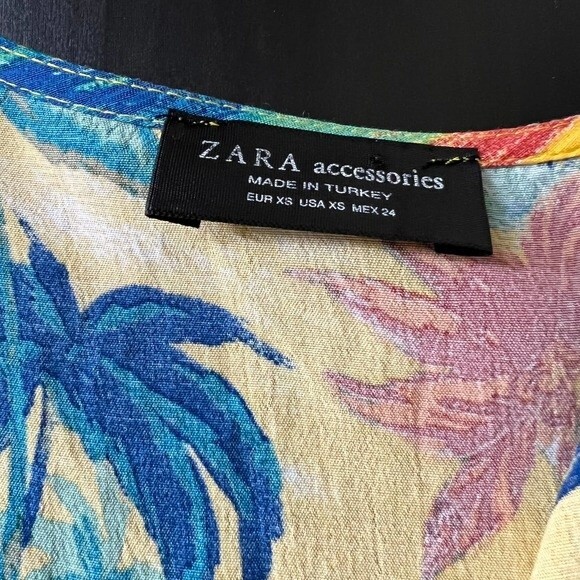 ZARA accessories
MADE IN TURKEY
EUR XS USA XS MEX 24